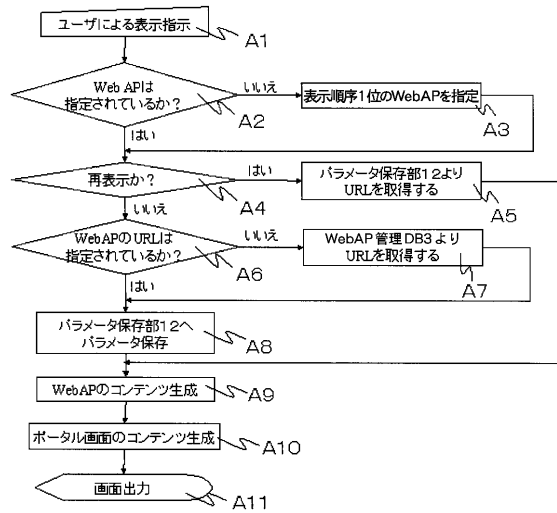 ユーザによる表示指示
A1
Web APは
指定されているか?
A2
いいえ
表示順序1位のWebAPを指定
A3
はい
再表示か?
A4
はい
パラメータ保存部12より
URLを取得する
A5
いいえ
WebAPのURLは
指定されているか?
A6
いいえ
WebAP管理DB3より
URLを取得する
A7
はい
パラメータ保存部12へ
パラメータ保存
A8
WebAPのコンテンツ生成
A9
ポータル画面のコンテンツ生成
A10
画面出力
A11